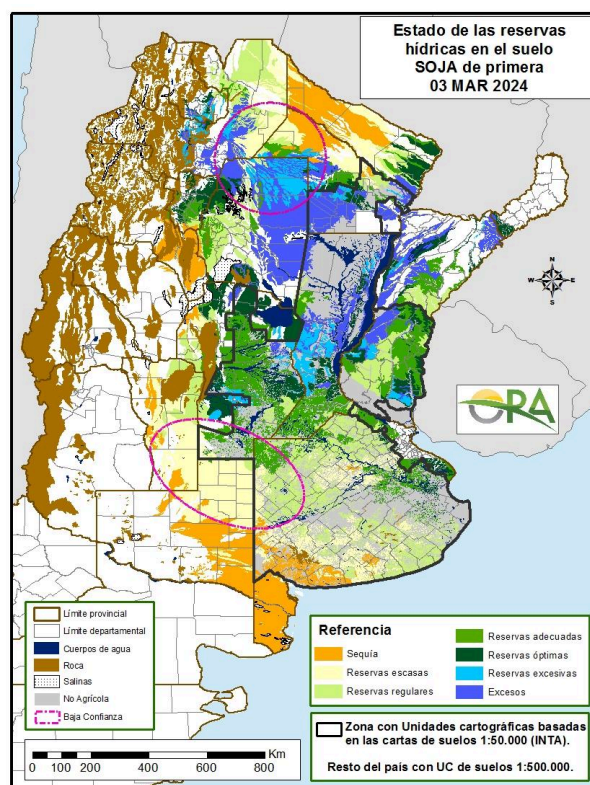 Estado de las reservas
hídricas en el suelo
SOJA de primera
03 MAR 2024
N
W E
S
ORA
Límite provincial
Límite departamental
Cuerpos de agua
Roca
Salinas
No Agrícola
Baja Confianza
Referencia
Sequía
Reservas escasas
Reservas regulares
Reservas adecuadas
Reservas óptimas
Reservas excesivas
Excesos
Zona con Unidades cartográficas basadas
en las cartas de suelos 1:50.000 (INTA).
Resto del país con UC de suelos 1:500.000.
Km
0 100 200 400 600 800